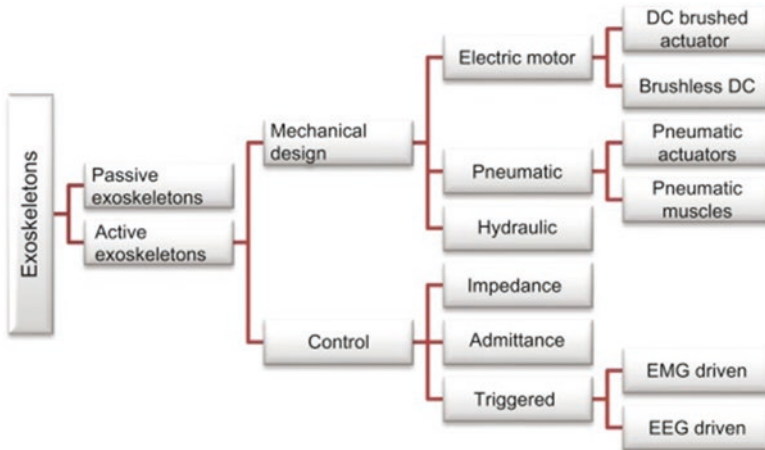 Exoskeletons
Passive
exoskeletons
Active
exoskeletons
Mechanical
design
Control
Electric motor
Pneumatic
Hydraulic
Impedance
Admittance
Triggered
DC brushed
actuator
Brushless DC
Pneumatic
actuators
Pneumatic
muscles
EMG driven
EEG driven